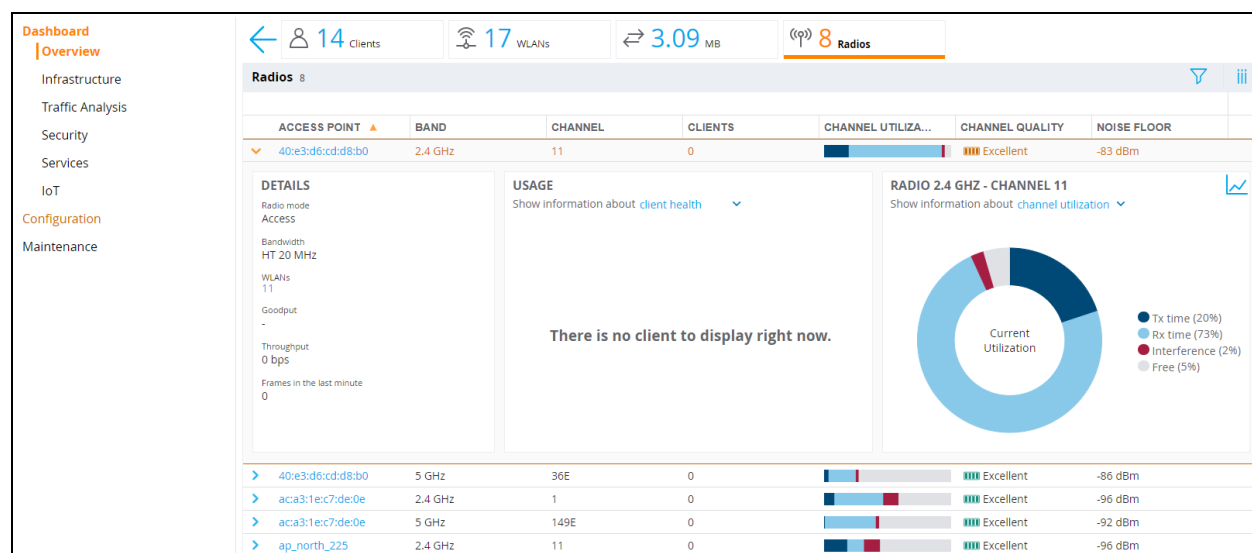 Dashboard
Overview
Infrastructure
Traffic Analysis
Security
Services
IoT
Configuration
Maintenance
14 Clients 17 WLANs 3.09 MB 8 Radios
Radios 8
ACCESS POINT BAND CHANNEL CLIENTS CHANNEL UTILIZA... CHANNEL QUALITY NOISE FLOOR
40:e3:d6:cd:d8:b0 2.4 GHz 11 0 Excellent -83 dBm
DETAILS
Radio mode
Access
Bandwidth
HT 20 MHz
WLANs
11
Goodput
-
Throughput
0 bps
Frames in the last minute
0
USAGE
Show information about client health
There is no client to display right now.
RADIO 2.4 GHZ - CHANNEL 11
Show information about channel utilization
Current
Utilization
Tx time (20%)
Rx time (73%)
Interference (2%)
Free (5%)
40:e3:d6:cd:d8:b0 5 GHz 36E 0 Excellent -86 dBm
ac:a3:1e:c7:de:0e 2.4 GHz 1 0 Excellent -96 dBm
ac:a3:1e:c7:de:0e 5 GHz 149E 0 Excellent -92 dBm
ap_north_225 2.4 GHz 11 0 Excellent -96 dBm